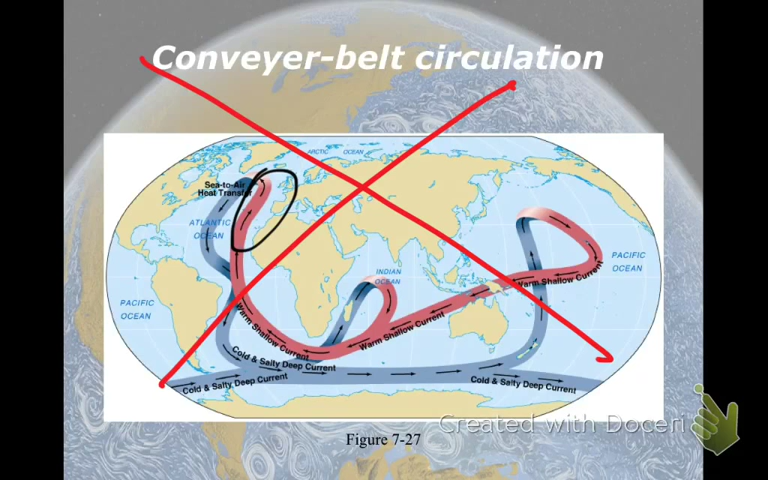 Conveyer-belt circulation
ARCTIC OCEAN
Sea-to-Air
Heat Transfer
ATLANTIC
OCEAN
INDIAN
OCEAN
PACIFIC
OCEAN
PACIFIC
OCEAN
Warm Shallow Current
Warm Shallow Current
Warm Shallow Current
Cold & Salty Deep Current
Cold & Salty Deep Current
Cold & Salty Deep Current
Created with Doceri
Figure 7-27